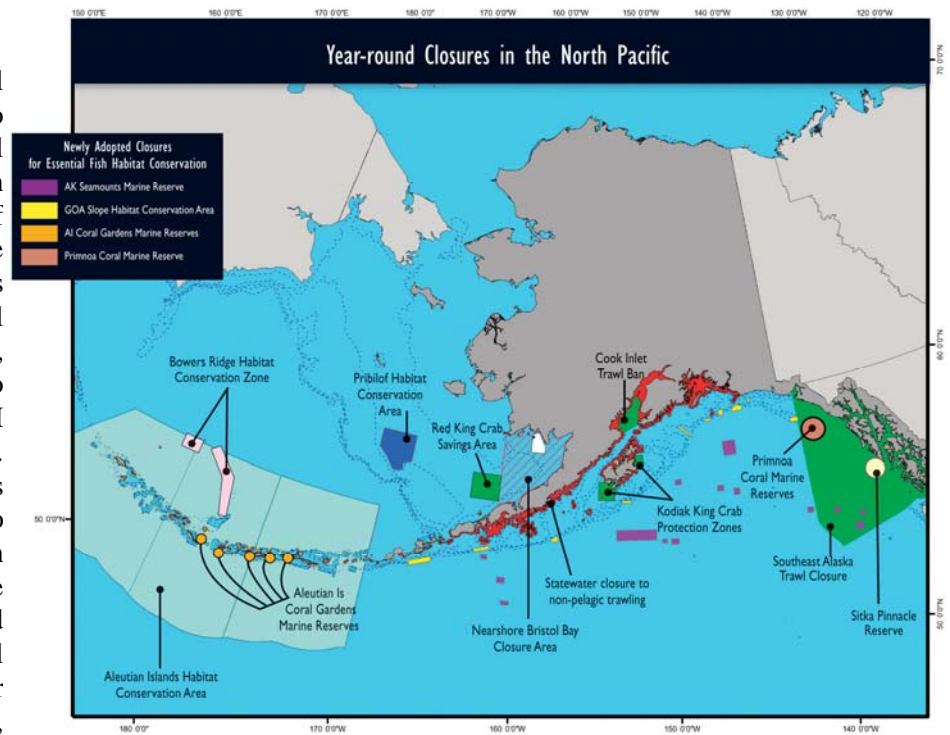 150 0'0"E
160 0'0"E
170 0'0"E
180 0'0"
170 0'0"W
160 0'0"W
150 0'0"W
140 0'0"W
130 0'0"W
120 0'0"W
Year-round Closures in the North Pacific
70 0'0"N
Newly Adopted Closures
for Essential Fish Habitat Conservation
AK Seamounts Marine Reserve
GOA Slope Habitat Conservation Area
AI Coral Gardens Marine Reserves
Primnoa Coral Marine Reserve
60 0'0"N
Bowers Ridge Habitat
Conservation Zone
Pribilof Habitat
Conservation
Area
Red King Crab
Savings Area
Cook Inlet
Trawl Ban
Primnoa
Coral Marine
Reserves
Kodiak King Crab
Protection Zones
50 0'0"N
Southeast Alaska
Trawl Closure
Sitka Pinnacle
Reserve
50 0'0"N
Statewater closure to
non-pelagic trawling
Aleutian Is
Coral Gardens
Marine Reserves
Nearshore Bristol Bay
Closure Area
Aleutian Islands Habitat
Conservation Area
180 0'0"
170 0'0"W
160 0'0"W
150 0'0"W
140 0'0"W